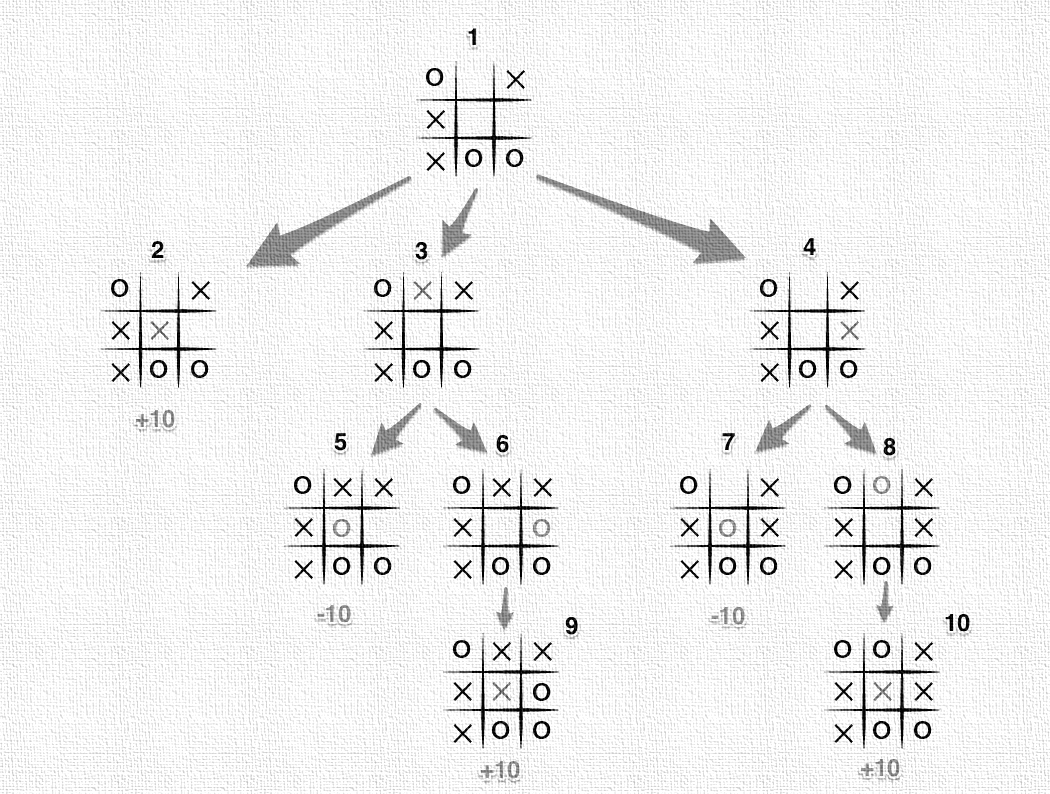 1
O X
X
X O O
2 3 4
O X O X X O X
X X X X X
X O O X O O X O O
+10
5 6 7 8
O X X O X X O X O O X
X O X O X O X X X
X O O X O O X O O X O O
-10 -10
9 10
O X X O O X
X X O X X X
X O O X O O
+10 +10